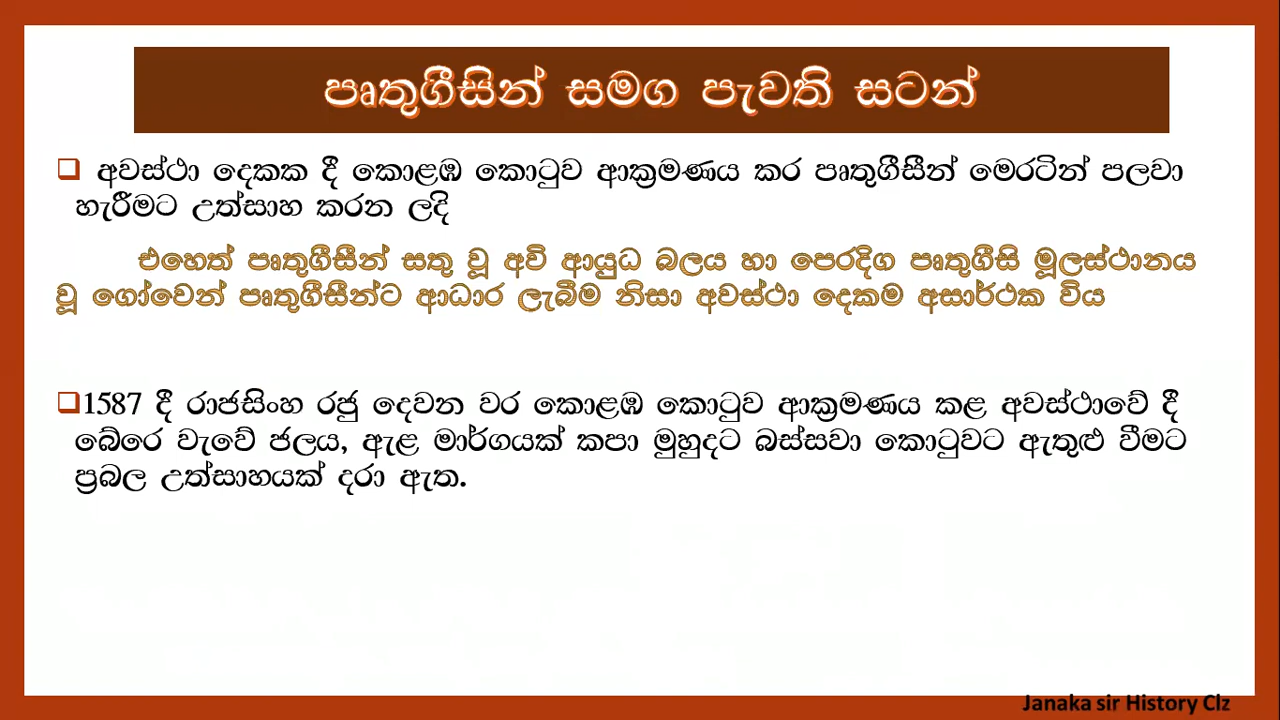 පෘතුගීසින් සමග පැවති සටන්
අවස්ථා දෙකක දී කොළඹ කොටුව ආක්‍රමණය කර පෘතුගීසීන් මෙරටින් පලවා
හැරීමට උත්සාහ කරන ලදි
එහෙත් පෘතුගීසීන් සතු වූ අවි ආයුධ බලය හා පෙරදිග පෘතුගීසි මූලස්ථානය
වූ ගෝවෙන් පෘතුගීසීන්ට ආධාර ලැබීම නිසා අවස්ථා දෙකම අසාර්ථක විය
1587 දී රාජසිංහ රජු දෙවන වර කොළඹ කොටුව ආක්‍රමණය කළ අවස්ථාවේ දී
බේරෙ වැවේ ජලය, ඇළ මාර්ගයක් කපා මුහුදට බස්සවා කොටුවට ඇතුළු වීමට
ප්‍රබල උත්සාහයක් දරා ඇත.
Janaka sir History Clz